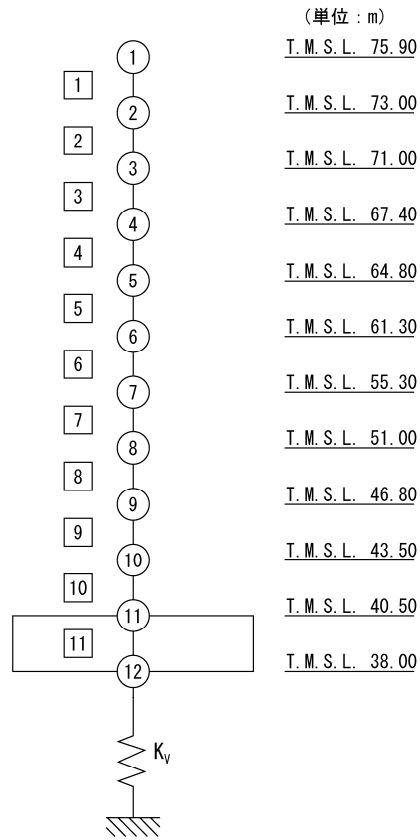 (単位:m)
① T.M.S.L. 75.90
1
② T.M.S.L. 73.00
2
③ T.M.S.L. 71.00
3
④ T.M.S.L. 67.40
4
⑤ T.M.S.L. 64.80
5
⑥ T.M.S.L. 61.30
6
⑦ T.M.S.L. 55.30
7
⑧ T.M.S.L. 51.00
8
⑨ T.M.S.L. 46.80
9
⑩ T.M.S.L. 43.50
10
⑪ T.M.S.L. 40.50
11
⑫ T.M.S.L. 38.00
Kv